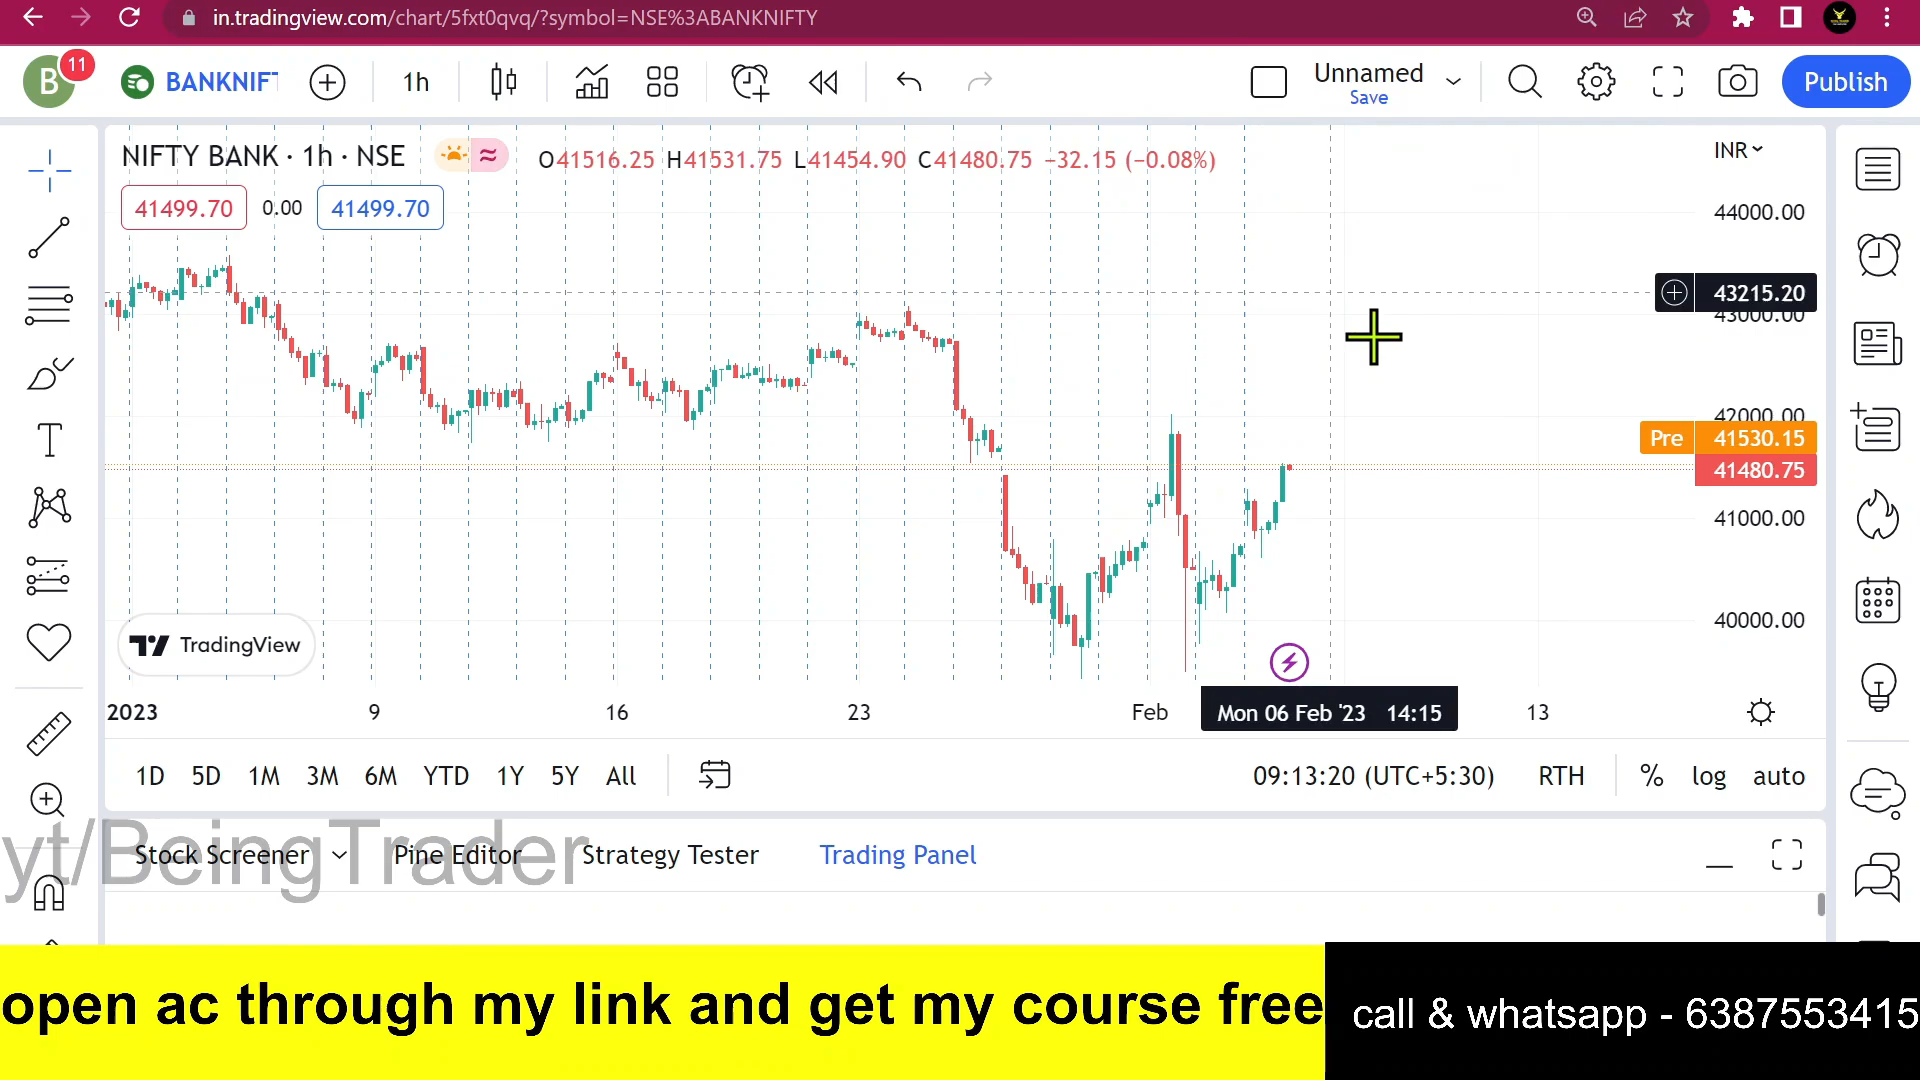 in.tradingview.com/chart/5fxt0qvq/?symbol=NSE%3ABANKNIFTY
B 11 BANKNIF 1h Unnamed Save Publish
NIFTY BANK · 1h · NSE O41516.25 H41531.75 L41454.90 C41480.75 −32.15 (−0.08%) INR
41499.70 0.00 41499.70
44000.00
43215.20
43000.00
42000.00
Pre 41530.15
41480.75
41000.00
40000.00
TradingView
2023 9 16 23 Feb Mon 06 Feb '23 14:15 13
1D 5D 1M 3M 6M YTD 1Y 5Y All 09:13:20 (UTC+5:30) RTH % log auto
yt/BeingTrader
Stock Screener Pine Editor Strategy Tester Trading Panel
open ac through my link and get my course free
call & whatsapp - 6387553415